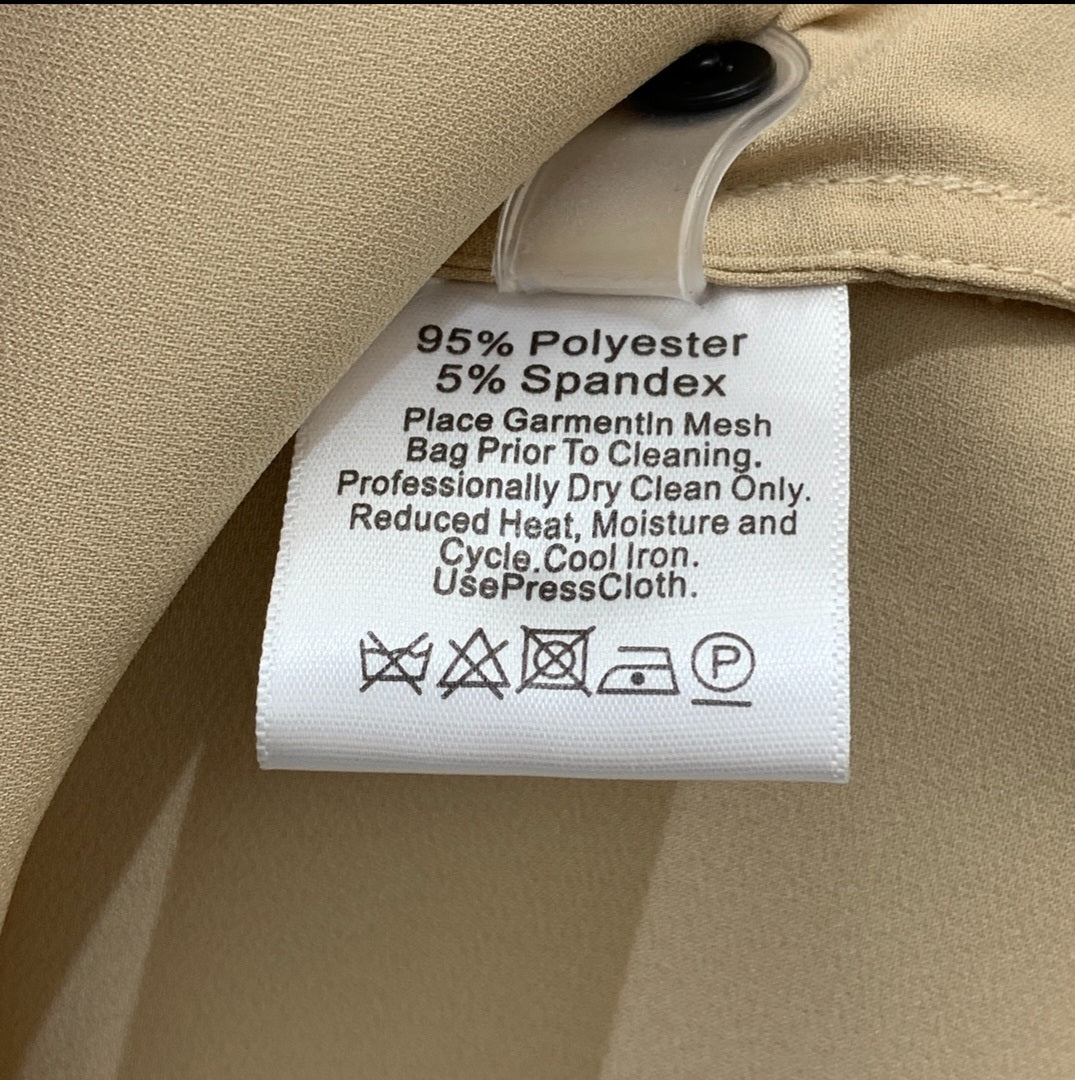 95% Polyester
5% Spandex
Place GarmentIn Mesh
Bag Prior To Cleaning.
Professionally Dry Clean Only.
Reduced Heat, Moisture and
Cycle.Cool Iron.
UsePressCloth.
P